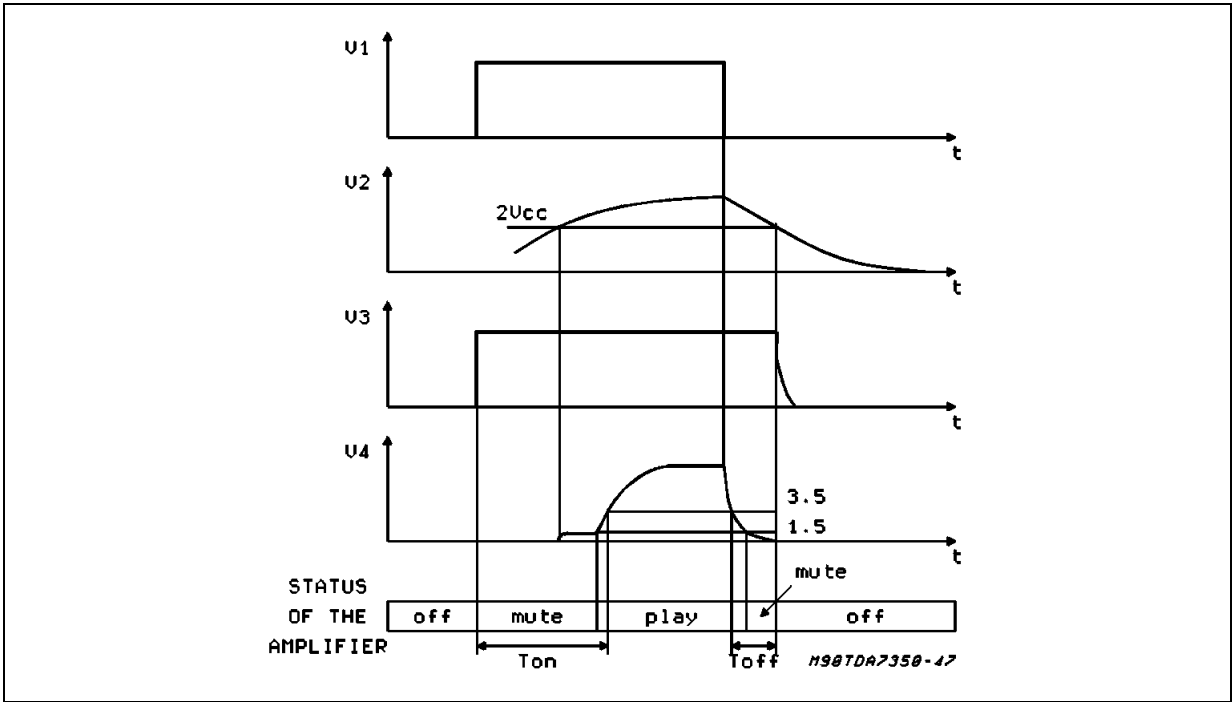 V1
t
V2
2Vcc
t
V3
t
V4
3.5
1.5
t
mute
STATUS
OF THE
AMPLIFIER
off
mute
play
off
Ton
Toff
M90TDA7350-47